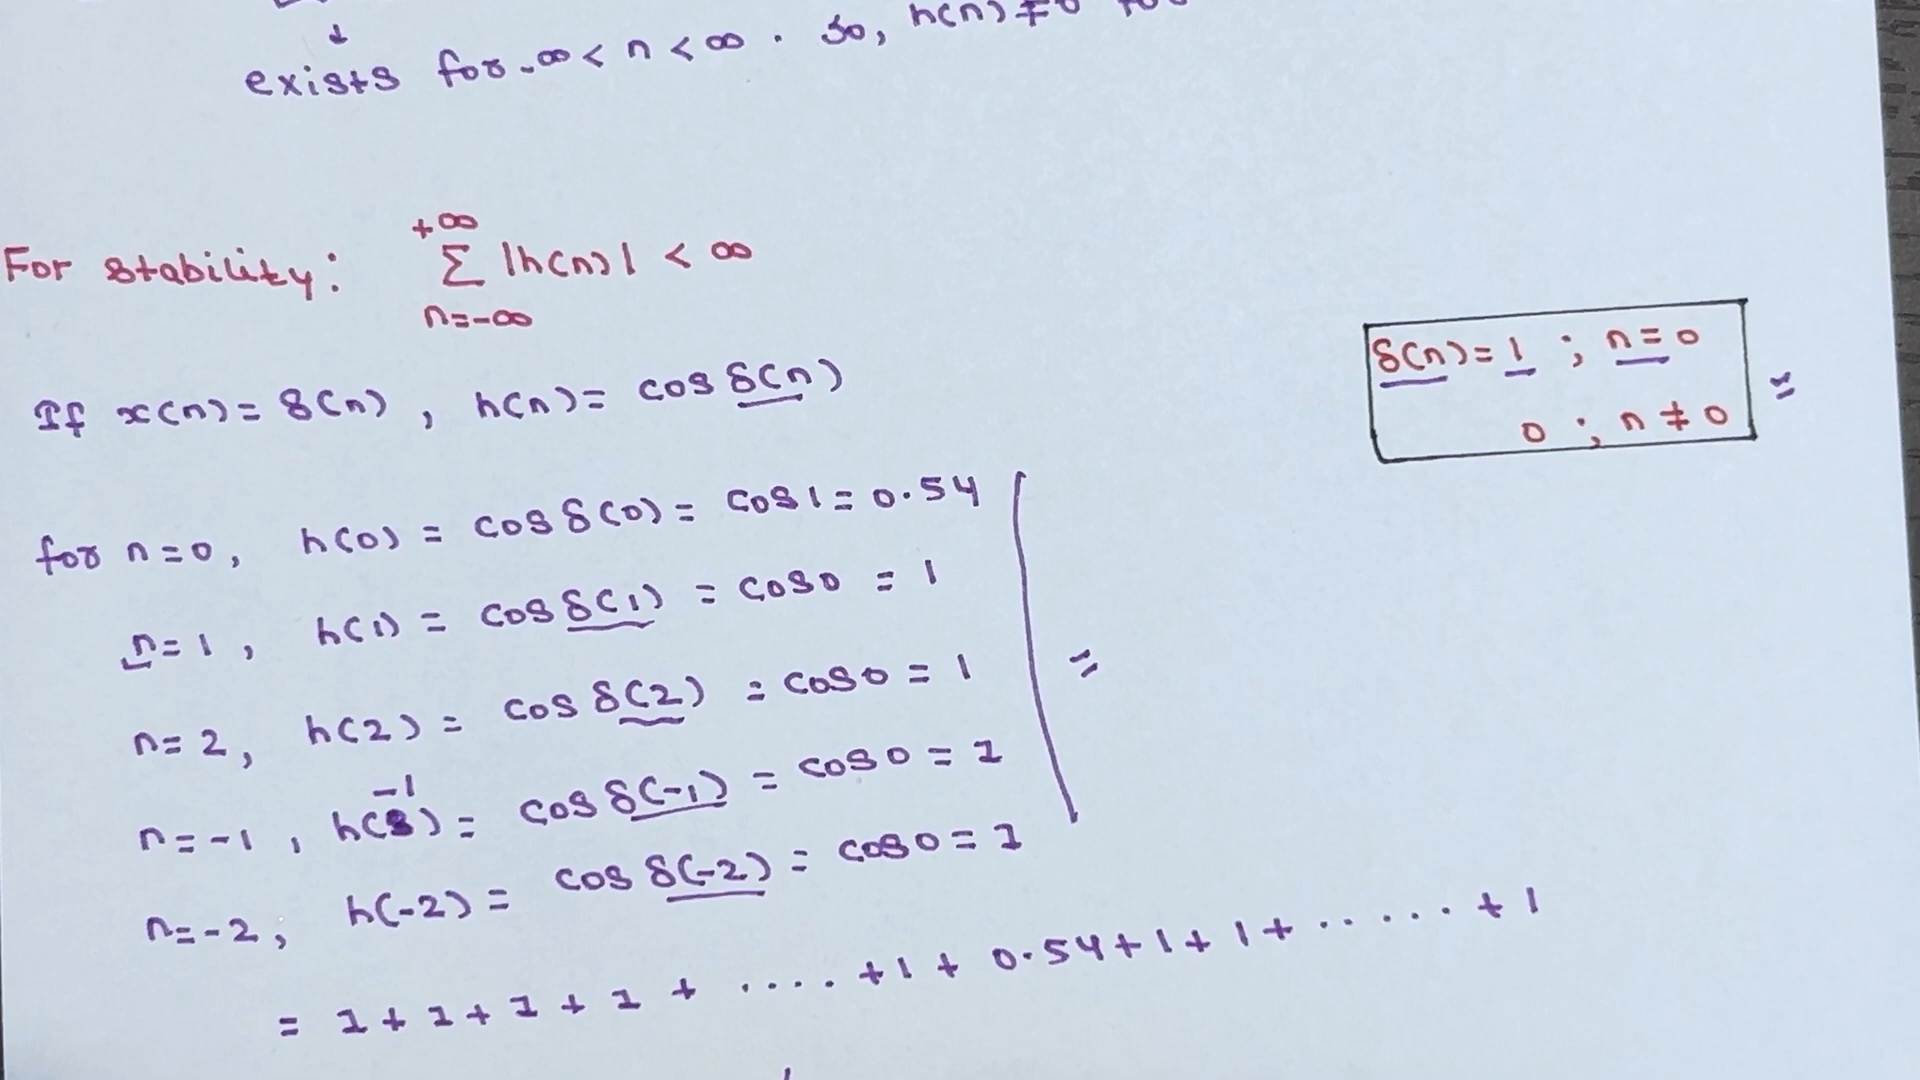 exists for -∞ < n < ∞ . So, h(n) ≠ 0
For stability: +∞ Σ n=-∞ |h(n)| < ∞
If x(n) = δ(n) , h(n) = cos δ(n)
δ(n) = 1 ; n = 0
0 ; n ≠ 0
for n = 0, h(0) = cos δ(0) = cos 1 = 0.54
n = 1 , h(1) = cos δ(1) = cos 0 = 1
n = 2, h(2) = cos δ(2) = cos 0 = 1
n = -1 , h(-1) = cos δ(-1) = cos 0 = 1
n = -2, h(-2) = cos δ(-2) = cos 0 = 1
= 1 + 1 + 1 + 1 + .... + 1 + 0.54 + 1 + 1 + ..... + 1